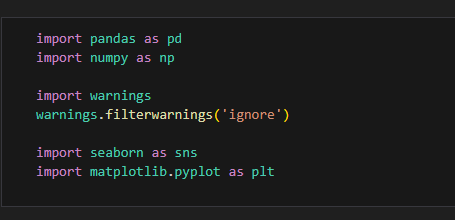 import pandas as pd
import numpy as np
import warnings
warnings.filterwarnings('ignore')
import seaborn as sns
import matplotlib.pyplot as plt